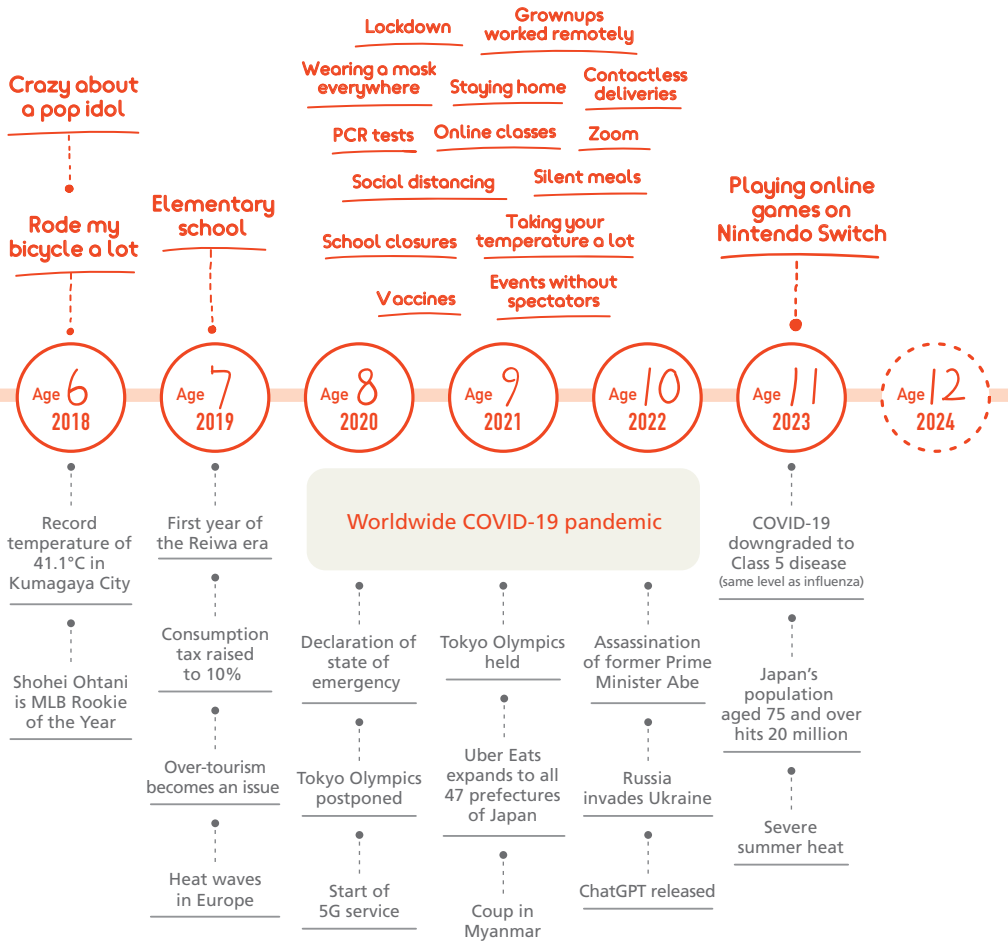 Crazy about
a pop idol
Rode my
bicycle a lot
Elementary
school
Lockdown
Grownups
worked remotely
Wearing a mask
everywhere
Staying home
Contactless
deliveries
PCR tests
Online classes
Zoom
Social distancing
Silent meals
School closures
Taking your
temperature a lot
Vaccines
Events without
spectators
Playing online
games on
Nintendo Switch
Age 6
2018
Age 7
2019
Age 8
2020
Age 9
2021
Age 10
2022
Age 11
2023
Age 12
2024
Record
temperature of
41.1°C in
Kumagaya City
Shohei Ohtani
is MLB Rookie
of the Year
First year of
the Reiwa era
Consumption
tax raised
to 10%
Over-tourism
becomes an issue
Heat waves
in Europe
Worldwide COVID-19 pandemic
Declaration of
state of
emergency
Tokyo Olympics
postponed
Start of
5G service
Tokyo Olympics
held
Uber Eats
expands to all
47 prefectures
of Japan
Coup in
Myanmar
Assassination
of former Prime
Minister Abe
Russia
invades Ukraine
ChatGPT released
COVID-19
downgraded to
Class 5 disease
(same level as influenza)
Japan's
population
aged 75 and over
hits 20 million
Severe
summer heat